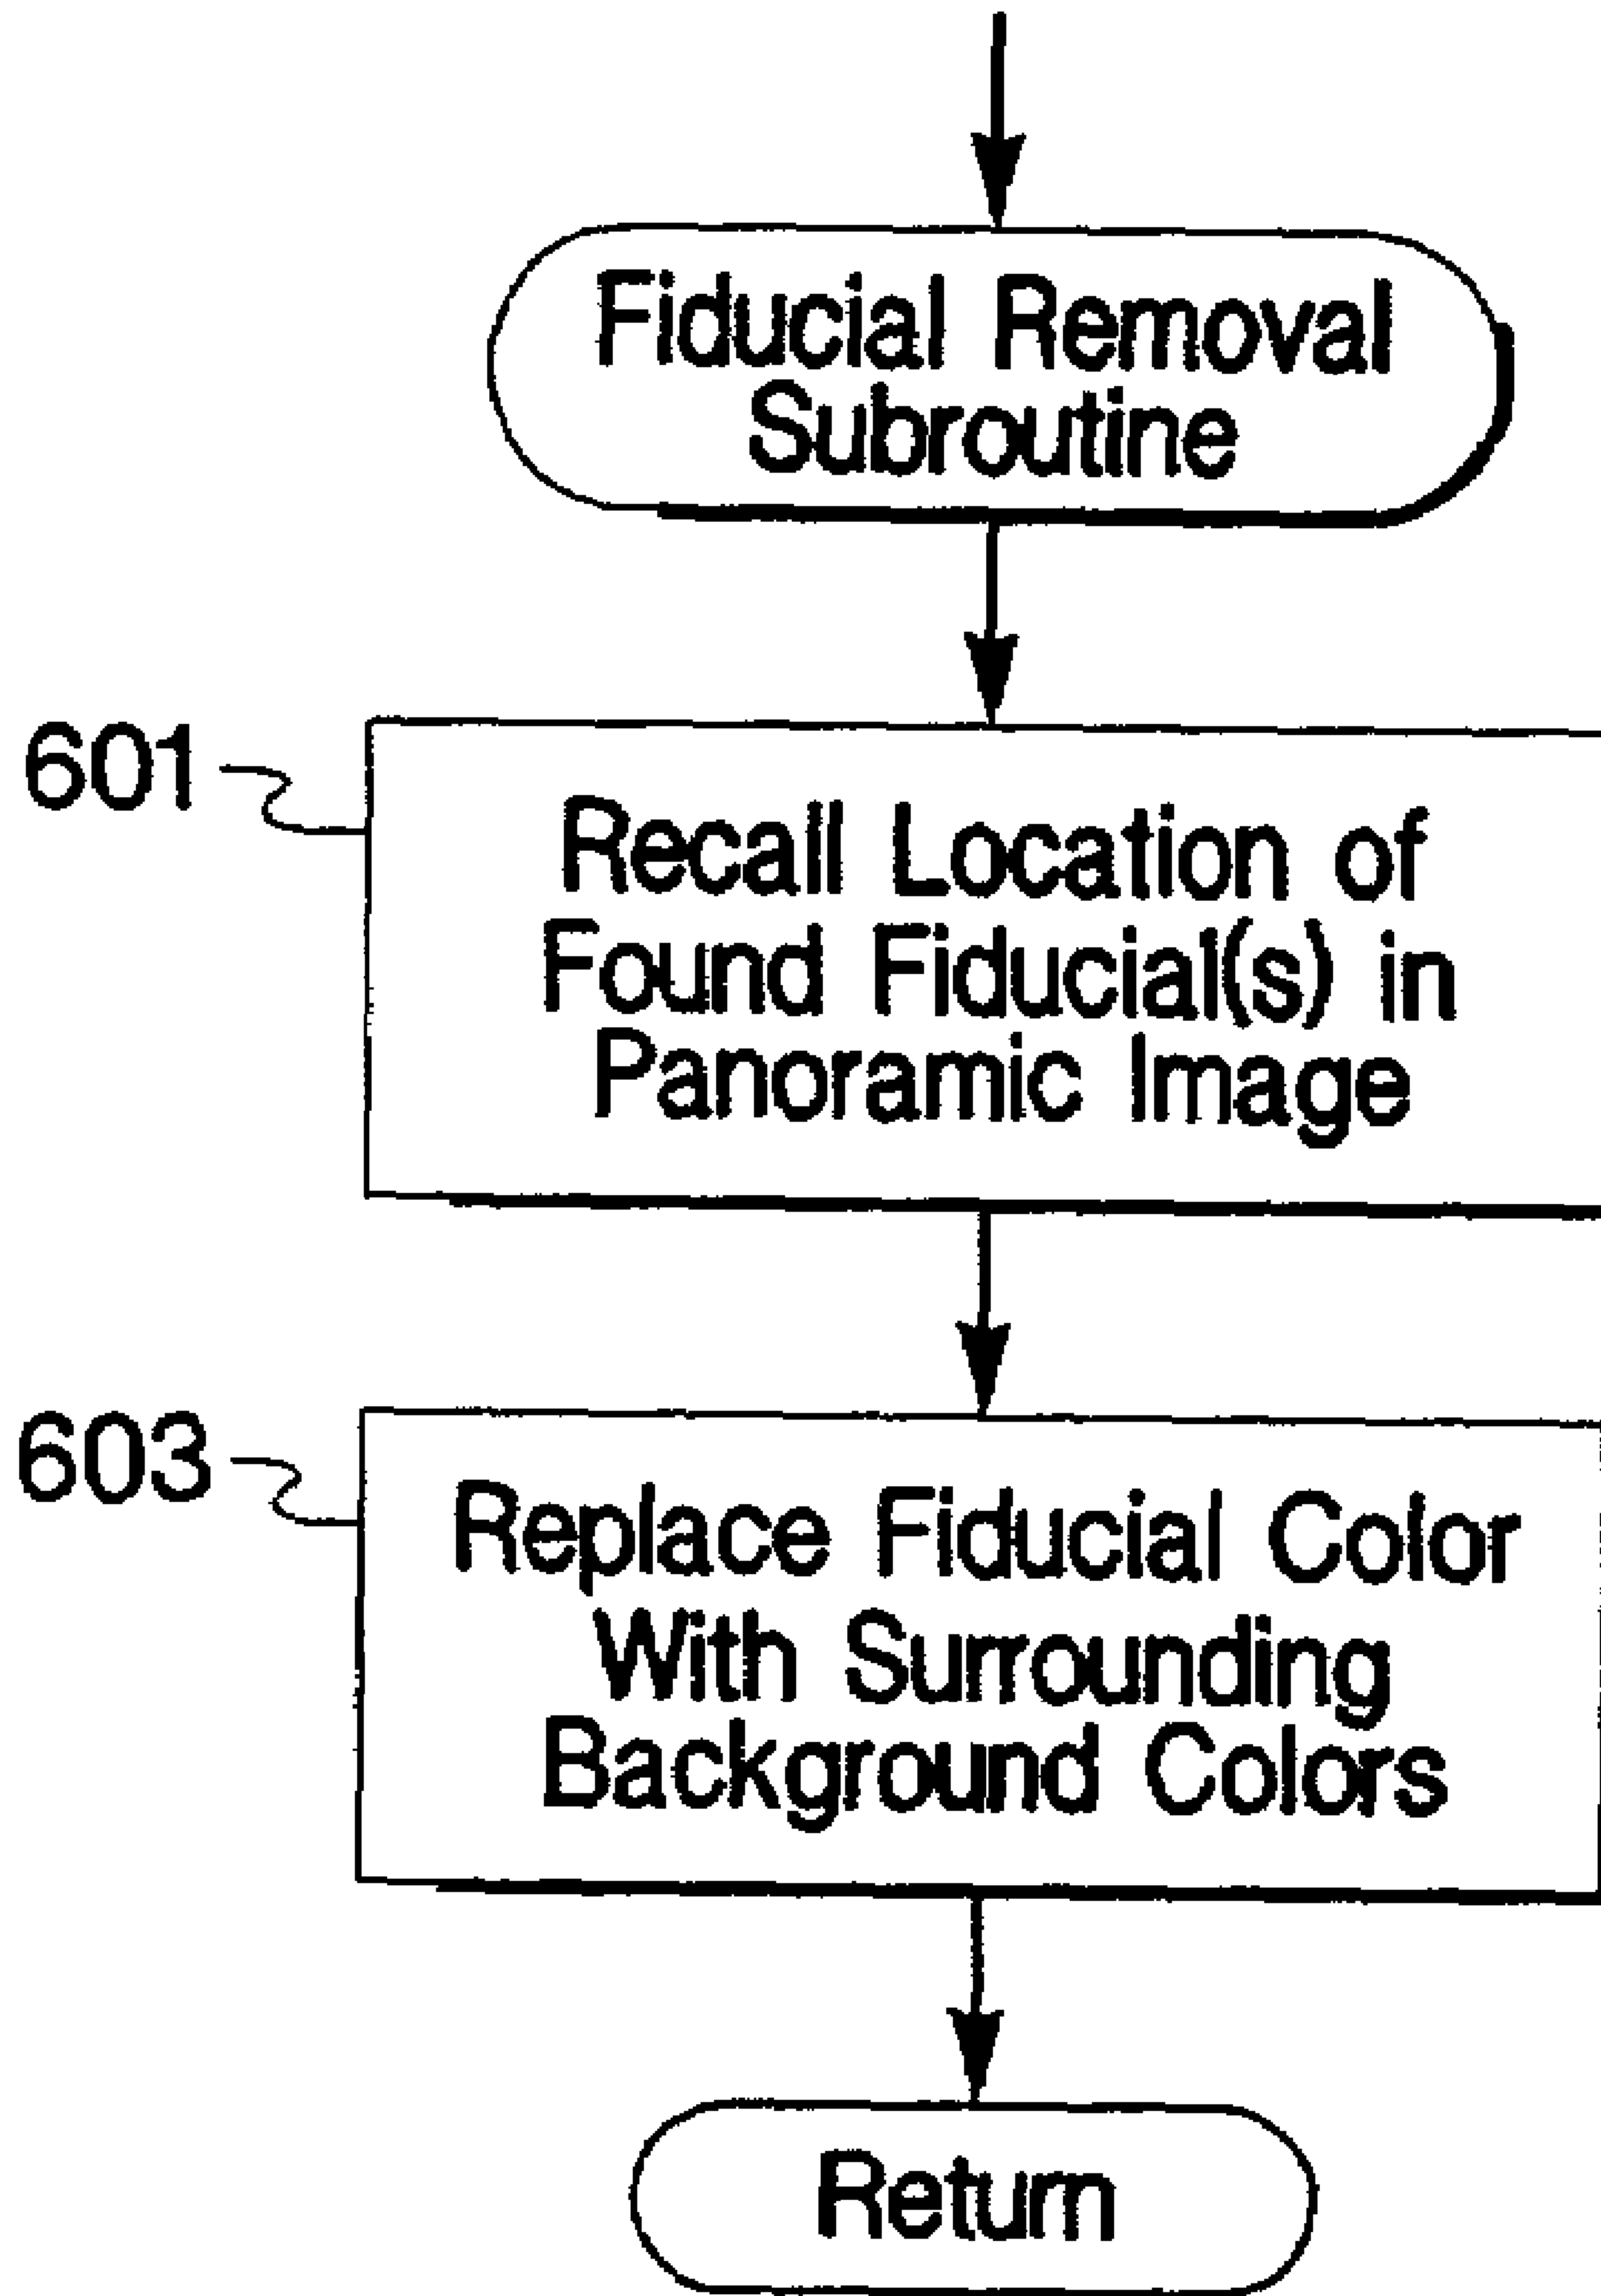 Fiducial Removal
Subroutine
601
Recall Location of
Found Fiducial(s) in
Panoramic Image
603
Replace Fiducial Color
With Surrounding
Background Colors
Return